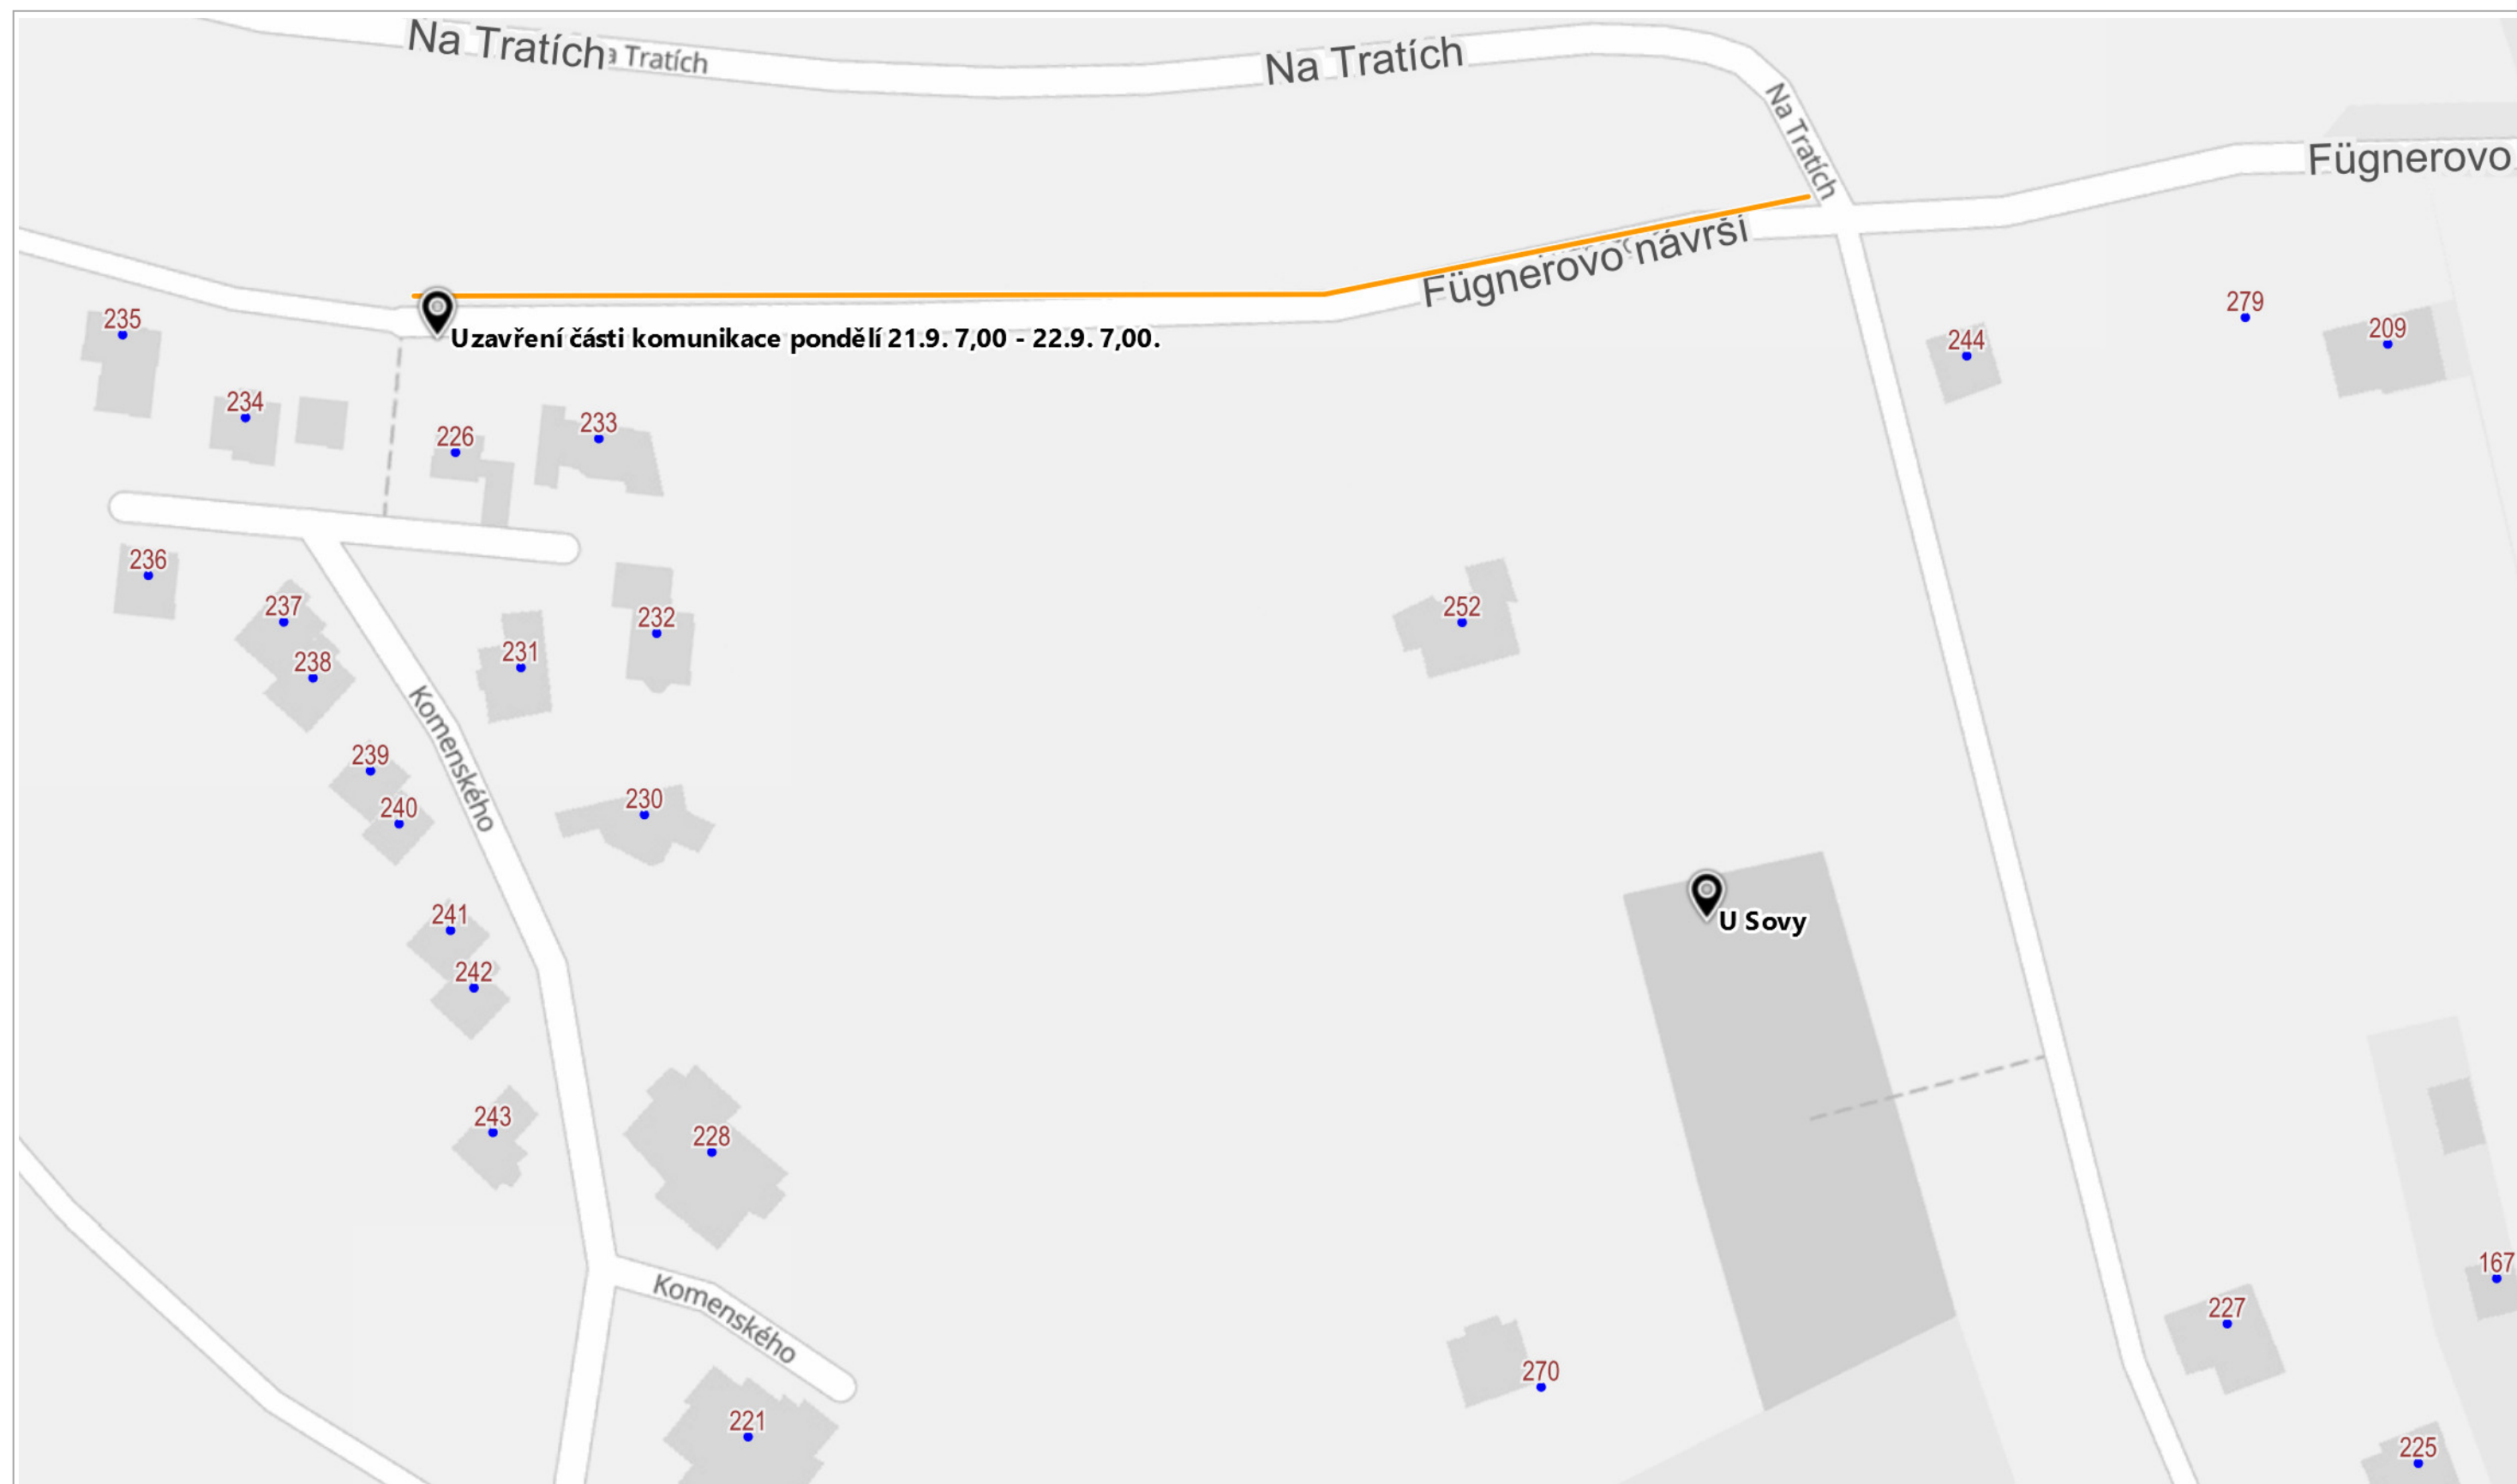 Na Tratích
Tratích
Na Tratích
Na Tratích
Fügnerovo
Fügnerovo návrší
Uzavření části komunikace pondělí 21.9. 7,00 - 22.9. 7,00.
235
279
209
244
234
226
233
236
237
252
232
231
238
Komenského
239
240
230
241
U Sovy
242
243
228
167
Komenského
227
270
221
225